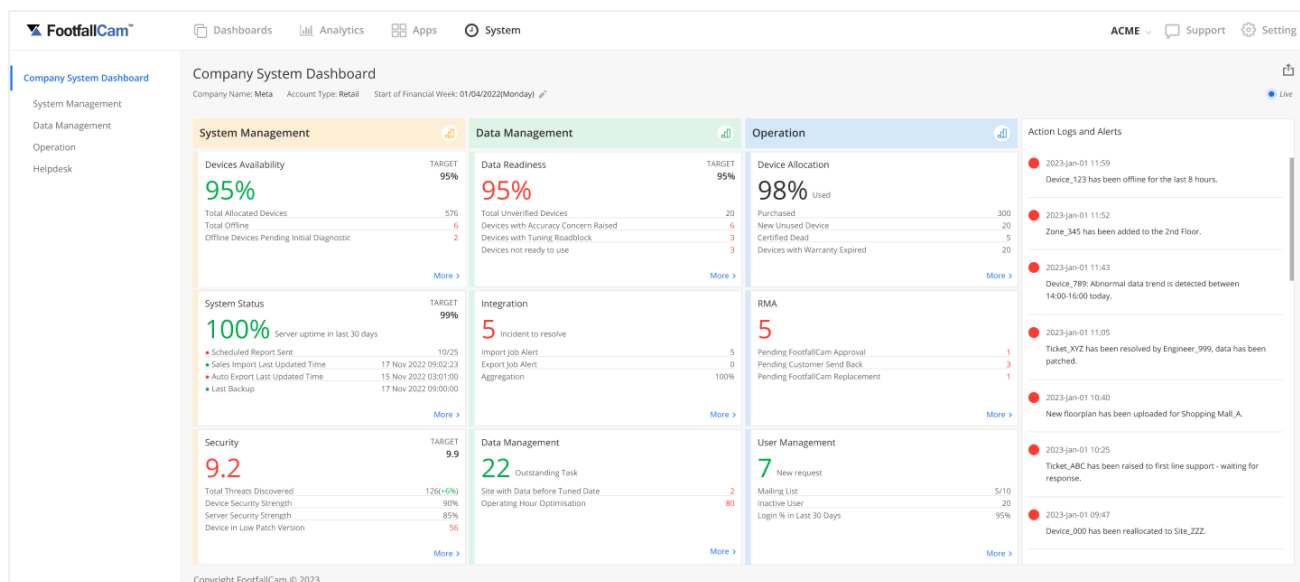 FootfallCam™
Dashboards
Analytics
Apps
System
ACME
Support
Setting
Company System Dashboard
System Management
Data Management
Operation
Helpdesk
Company System Dashboard
Company Name: Meta Account Type: Retail Start of Financial Week: 01/04/2022(Monday)
Live
System Management
Devices Availability TARGET
95% 95%
Total Allocated Devices 576
Total Offline 6
Offline Devices Pending Initial Diagnostic 2
More >
System Status TARGET
99%
100% Server uptime in last 30 days
Scheduled Report Sent 10/25
Sales Import Last Updated Time 17 Nov 2022 09:02:23
Auto Export Last Updated Time 15 Nov 2022 03:01:00
Last Backup 17 Nov 2022 09:00:00
More >
Security TARGET
9.9
9.2
Total Threats Discovered 126(+6%)
Device Security Strength 90%
Server Security Strength 85%
Device in Low Patch Version 56
More >
Data Management
Data Readiness TARGET
95% 95%
Total Unverified Devices 20
Devices with Accuracy Concern Raised 6
Devices with Tuning Roadblock 3
Devices not ready to use 3
More >
Integration
5 Incident to resolve
Import Job Alert 5
Export Job Alert 0
Aggregation 100%
More >
Data Management
22 Outstanding Task
Site with Data before Tuned Date 2
Operating Hour Optimisation 80
More >
Operation
Device Allocation
98% Used
Purchased 300
New Unused Device 20
Certified Dead 5
Devices with Warranty Expired 20
More >
RMA
5
Pending FootfallCam Approval 1
Pending Customer Send Back 3
Pending FootfallCam Replacement 1
More >
User Management
7 New request
Mailing List 5/10
Inactive User 20
Login % in Last 30 Days 95%
More >
Action Logs and Alerts
2023-Jan-01 11:59
Device_123 has been offline for the last 8 hours.
2023-Jan-01 11:52
Zone_345 has been added to the 2nd Floor.
2023-Jan-01 11:43
Device_789: Abnormal data trend is detected between
14:00-16:00 today.
2023-Jan-01 11:05
Ticket_XYZ has been resolved by Engineer_999, data has been
patched.
2023-Jan-01 10:40
New floorplan has been uploaded for Shopping Mall_A.
2023-Jan-01 10:25
Ticket_ABC has been raised to first line support - waiting for
response.
2023-Jan-01 09:47
Device_000 has been reallocated to Site_ZZZ.
Copyright FootfallCam © 2023